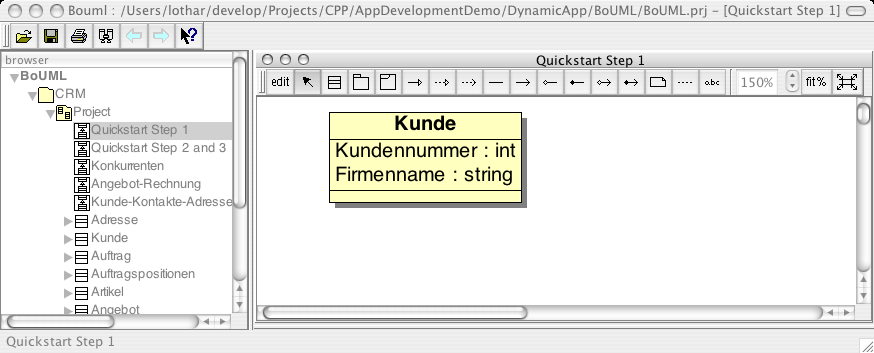 Bouml : /Users/lothar/develop/Projects/CPP/AppDevelopmentDemo/DynamicApp/BoUML/BoUML.prj - [Quickstart Step 1]
browser
BoUML
CRM
Project
Quickstart Step 1
Quickstart Step 2 and 3
Konkurrenten
Angebot-Rechnung
Kunde-Kontakte-Adresse
Adresse
Kunde
Auftrag
Auftragspositionen
Artikel
Angebot
Quickstart Step 1
edit
abc
150%
fit%
Kunde
Kundennummer : int
Firmenname : string
Quickstart Step 1